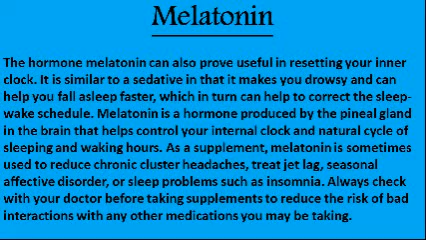 Melatonin
The hormone melatonin can also prove useful in resetting your inner
clock. It is similar to a sedative in that it makes you drowsy and can
help you fall asleep faster, which in turn can help to correct the sleep-
wake schedule. Melatonin is a hormone produced by the pineal gland
in the brain that helps control your internal clock and natural cycle of
sleeping and waking hours. As a supplement, melatonin is sometimes
used to reduce chronic cluster headaches, treat jet lag, seasonal
affective disorder, or sleep problems such as insomnia. Always check
with your doctor before taking supplements to reduce the risk of bad
interactions with any other medications you may be taking.